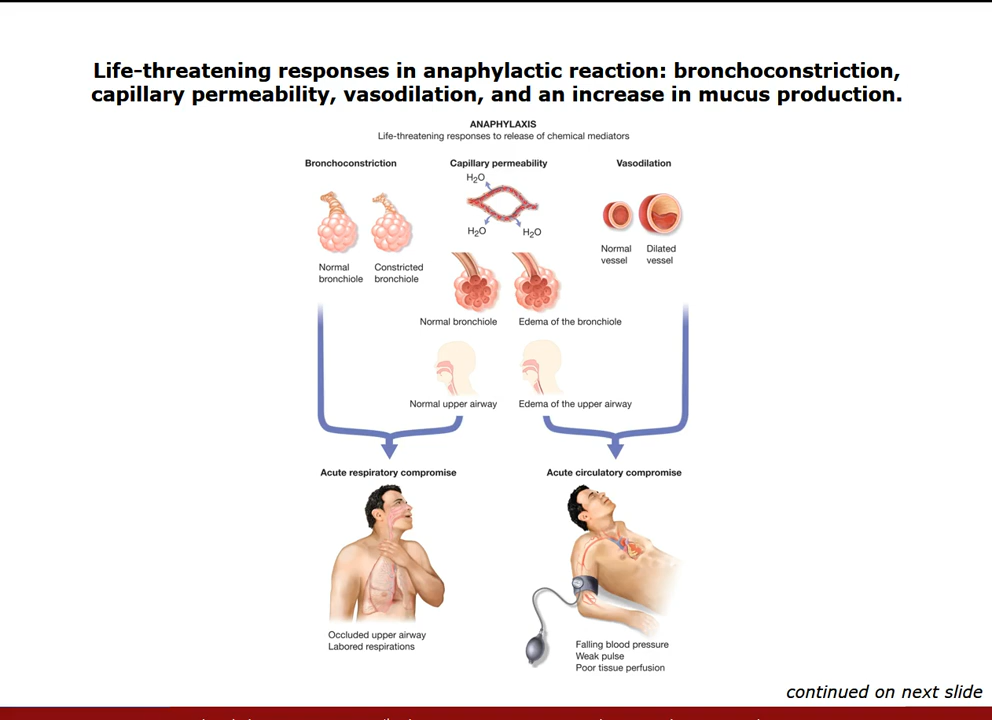 Life-threatening responses in anaphylactic reaction: bronchoconstriction,
capillary permeability, vasodilation, and an increase in mucus production.
ANAPHYLAXIS
Life-threatening responses to release of chemical mediators
Bronchoconstriction
Capillary permeability
Vasodilation
H₂O
H₂O
H₂O
Normal
bronchiole
Constricted
bronchiole
Normal
vessel
Dilated
vessel
Normal bronchiole
Edema of the bronchiole
Normal upper airway
Edema of the upper airway
Acute respiratory compromise
Acute circulatory compromise
Occluded upper airway
Labored respirations
Falling blood pressure
Weak pulse
Poor tissue perfusion
continued on next slide